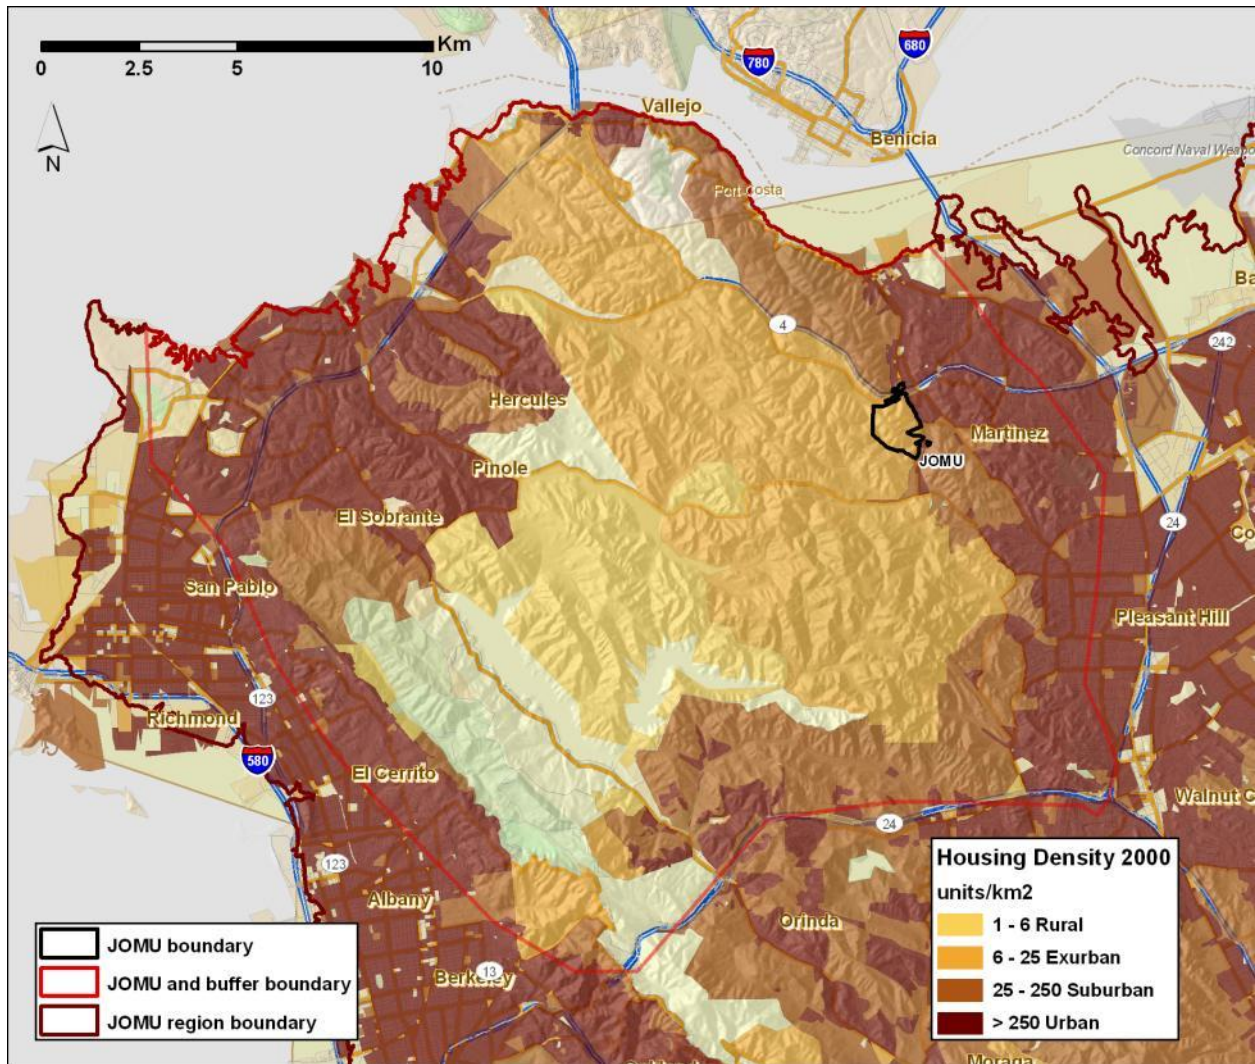 Km
0 2.5 5 10
N
780
680
Vallejo
Benicia
Concord Naval Weapo
Port Costa
Ba
4
242
Hercules
Martinez
JOMU
Pinole
El Sobrante
24
Co
San Pablo
Pleasant Hill
123
Richmond
580
El Cerrito
Walnut C
24
123
Albany
Orinda
Berkeley
13
Moraga
Housing Density 2000
units/km2
1 - 6 Rural
6 - 25 Exurban
25 - 250 Suburban
> 250 Urban
JOMU boundary
JOMU and buffer boundary
JOMU region boundary